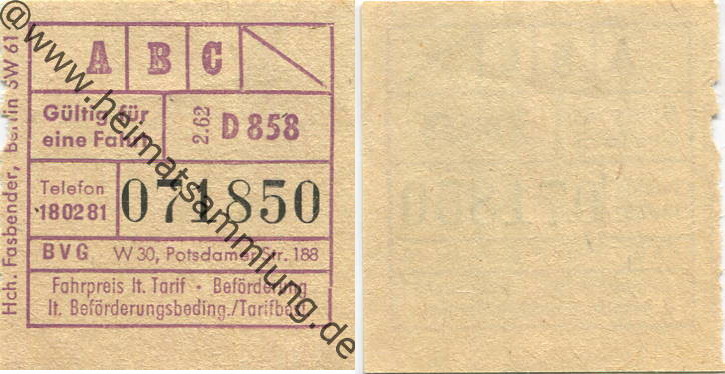 A B C
Gültig für
eine Fahrt
2.62
D 858
Telefon
180281
071850
BVG W 30, Potsdamer Str. 188
Fahrpreis lt. Tarif · Beförderung
lt. Beförderungsbeding./Tarifbest.
Hch. Fasbender, Berlin SW 61
@www.heimatsammlung.de